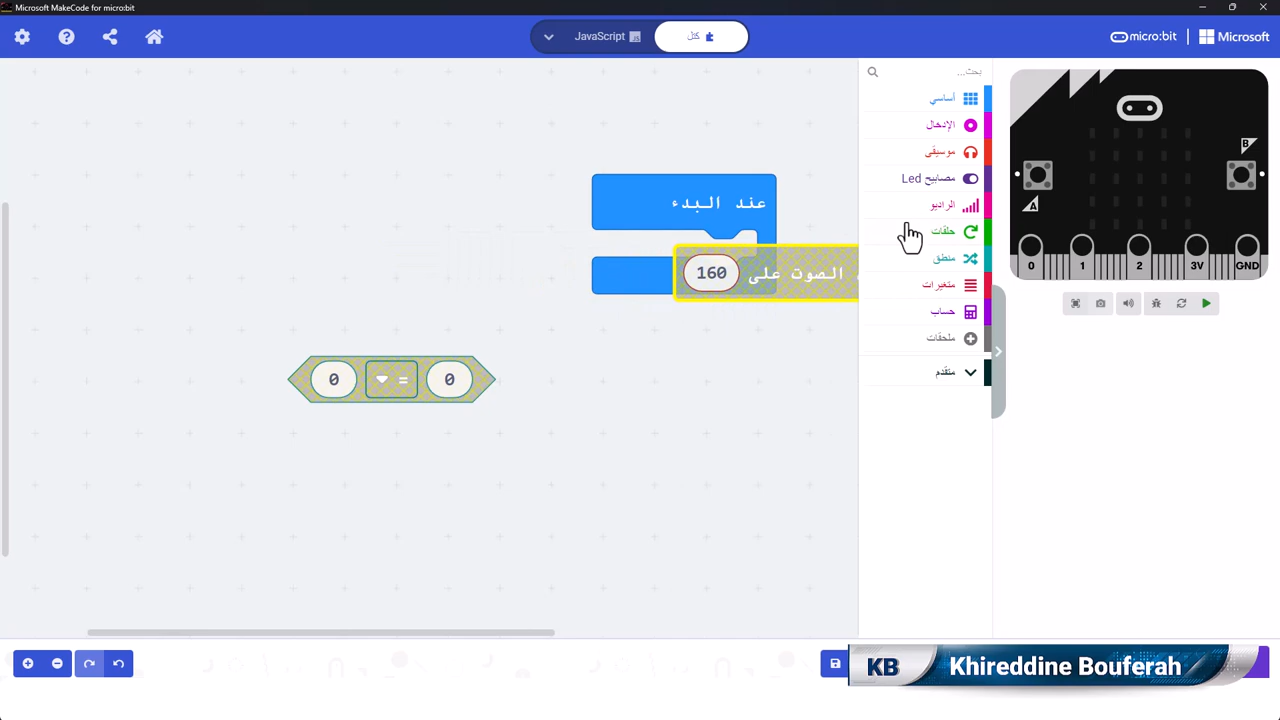 Microsoft MakeCode for micro:bit
JavaScript
كتل
micro:bit
Microsoft
بحث...
أساسي
الإدخال
موسيقى
مصابيح Led
الراديو
حلقات
منطق
متغيرات
حساب
ملحقات
متقدم
عند البدء
الصوت على 160
0 = 0
B
A
0 1 2 3V GND
KB Khireddine Bouferah